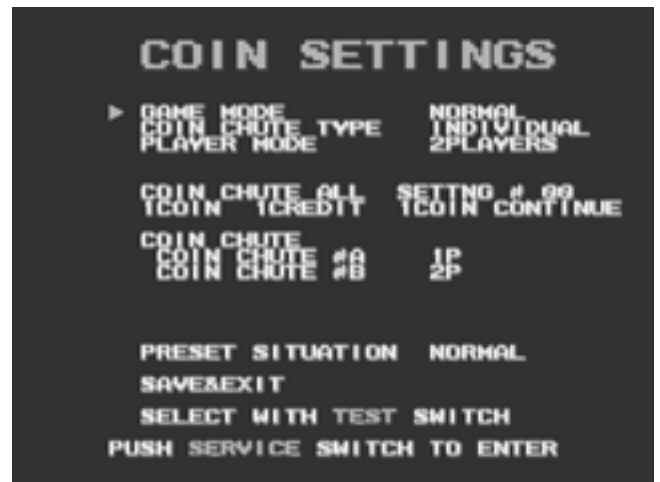 COIN SETTINGS
▶ GAME MODE NORMAL
COIN CHUTE TYPE INDIVIDUAL
PLAYER MODE 2PLAYERS
COIN CHUTE ALL SETTNG # 00
1COIN 1CREDIT 1COIN CONTINUE
COIN CHUTE
COIN CHUTE #A 1P
COIN CHUTE #B 2P
PRESET SITUATION NORMAL
SAVE&EXIT
SELECT WITH TEST SWITCH
PUSH SERVICE SWITCH TO ENTER